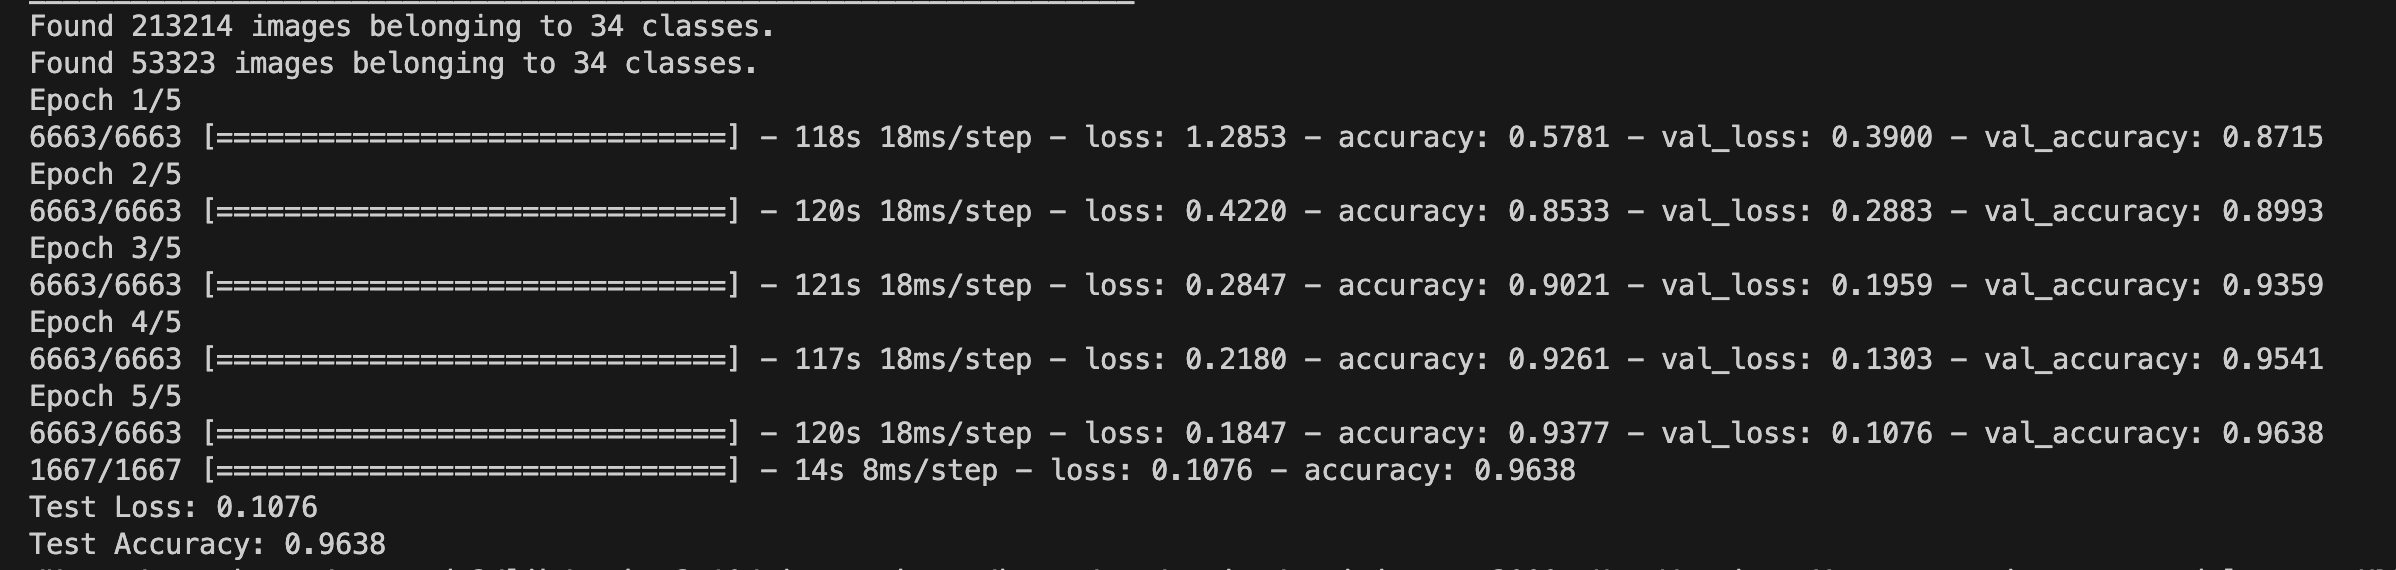 Found 213214 images belonging to 34 classes.
Found 53323 images belonging to 34 classes.
Epoch 1/5
6663/6663 [==============================] - 118s 18ms/step - loss: 1.2853 - accuracy: 0.5781 - val_loss: 0.3900 - val_accuracy: 0.8715
Epoch 2/5
6663/6663 [==============================] - 120s 18ms/step - loss: 0.4220 - accuracy: 0.8533 - val_loss: 0.2883 - val_accuracy: 0.8993
Epoch 3/5
6663/6663 [==============================] - 121s 18ms/step - loss: 0.2847 - accuracy: 0.9021 - val_loss: 0.1959 - val_accuracy: 0.9359
Epoch 4/5
6663/6663 [==============================] - 117s 18ms/step - loss: 0.2180 - accuracy: 0.9261 - val_loss: 0.1303 - val_accuracy: 0.9541
Epoch 5/5
6663/6663 [==============================] - 120s 18ms/step - loss: 0.1847 - accuracy: 0.9377 - val_loss: 0.1076 - val_accuracy: 0.9638
1667/1667 [==============================] - 14s 8ms/step - loss: 0.1076 - accuracy: 0.9638
Test Loss: 0.1076
Test Accuracy: 0.9638